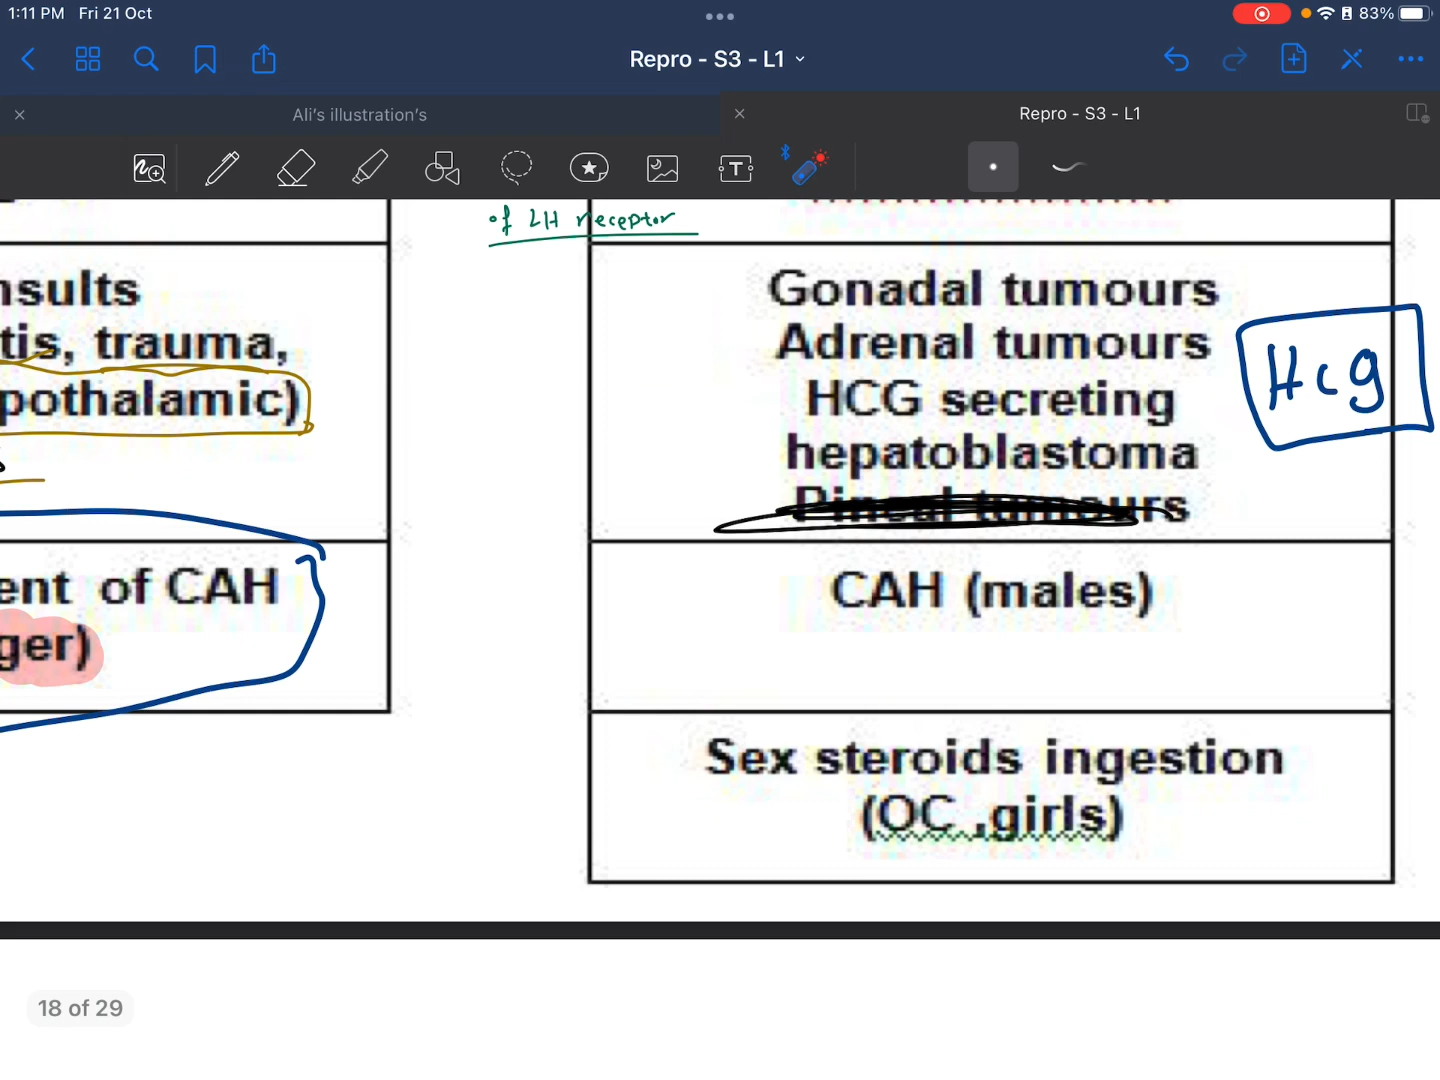 1:11 PM Fri 21 Oct
83%
Repro - S3 - L1
Ali's illustration's
Repro - S3 - L1
of LH receptor
nsults
tis, trauma,
pothalamic)
ent of CAH
ger)
Gonadal tumours
Adrenal tumours
HCG secreting
hepatoblastoma
Pineal tumours
Hcg
CAH (males)
Sex steroids ingestion
(OC ,girls)
18 of 29